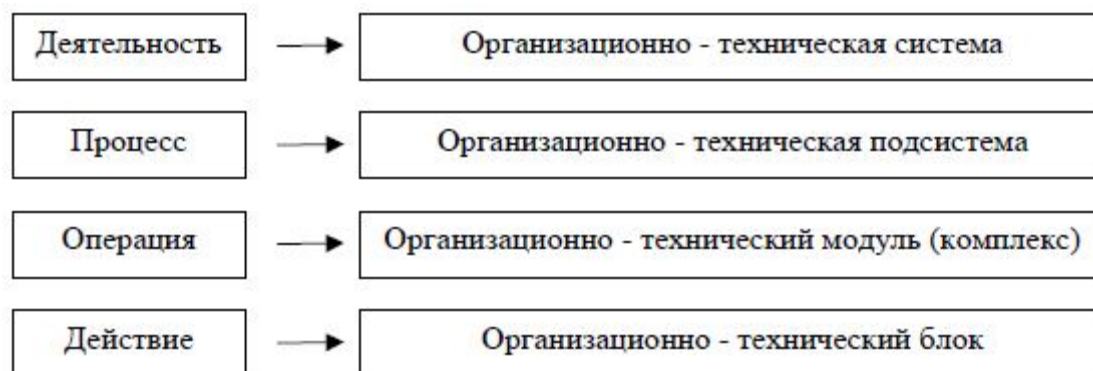 Деятельность Организационно - техническая система
Процесс Организационно - техническая подсистема
Операция Организационно - технический модуль (комплекс)
Действие Организационно - технический блок